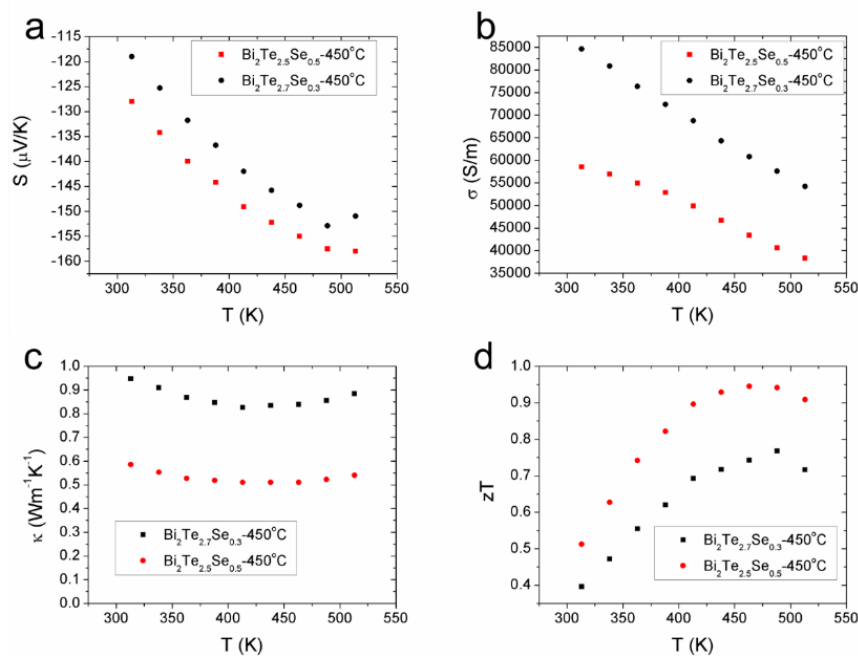 a
-115
-120
-125
-130
-135
-140
-145
-150
-155
-160
S (μV/K)
Bi₂Te₂.₅Se₀.₅-450°C
Bi₂Te₂.₇Se₀.₃-450°C
300 350 400 450 500 550
T (K)
b
85000
80000
75000
70000
65000
60000
55000
50000
45000
40000
35000
σ (S/m)
Bi₂Te₂.₅Se₀.₅-450°C
Bi₂Te₂.₇Se₀.₃-450°C
300 350 400 450 500 550
T (K)
c
1.0
0.9
0.8
0.7
0.6
0.5
0.4
0.3
0.2
0.1
0.0
κ (Wm⁻¹K⁻¹)
Bi₂Te₂.₇Se₀.₃-450°C
Bi₂Te₂.₅Se₀.₅-450°C
300 350 400 450 500 550
T (K)
d
1.0
0.9
0.8
0.7
0.6
0.5
0.4
zT
Bi₂Te₂.₇Se₀.₃-450°C
Bi₂Te₂.₅Se₀.₅-450°C
300 350 400 450 500 550
T (K)